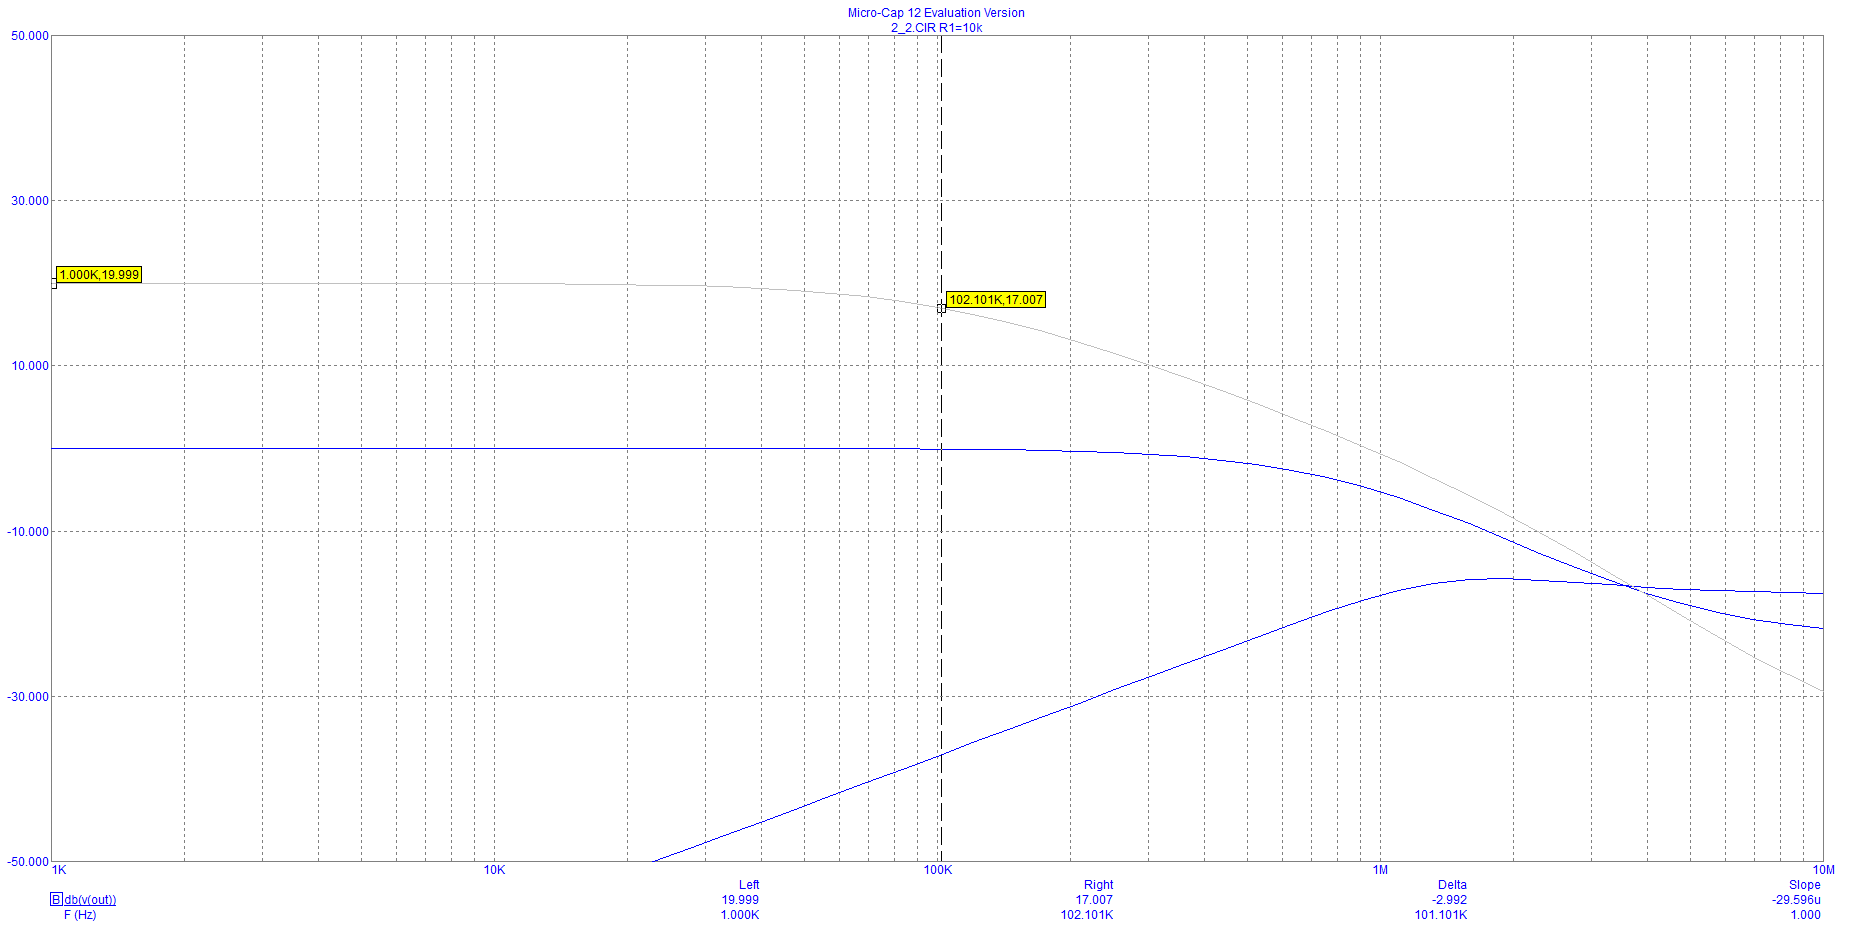 Micro-Cap 12 Evaluation Version
2_2.CIR R1=10k
50.000
30.000
10.000
-10.000
-30.000
-50.000
1.000K,19.999
102.101K,17.007
1K 10K 100K 1M 10M
Left Right Delta Slope
B db(v(out)) 19.999 17.007 -2.992 -29.596u
F (Hz) 1.000K 102.101K 101.101K 1.000